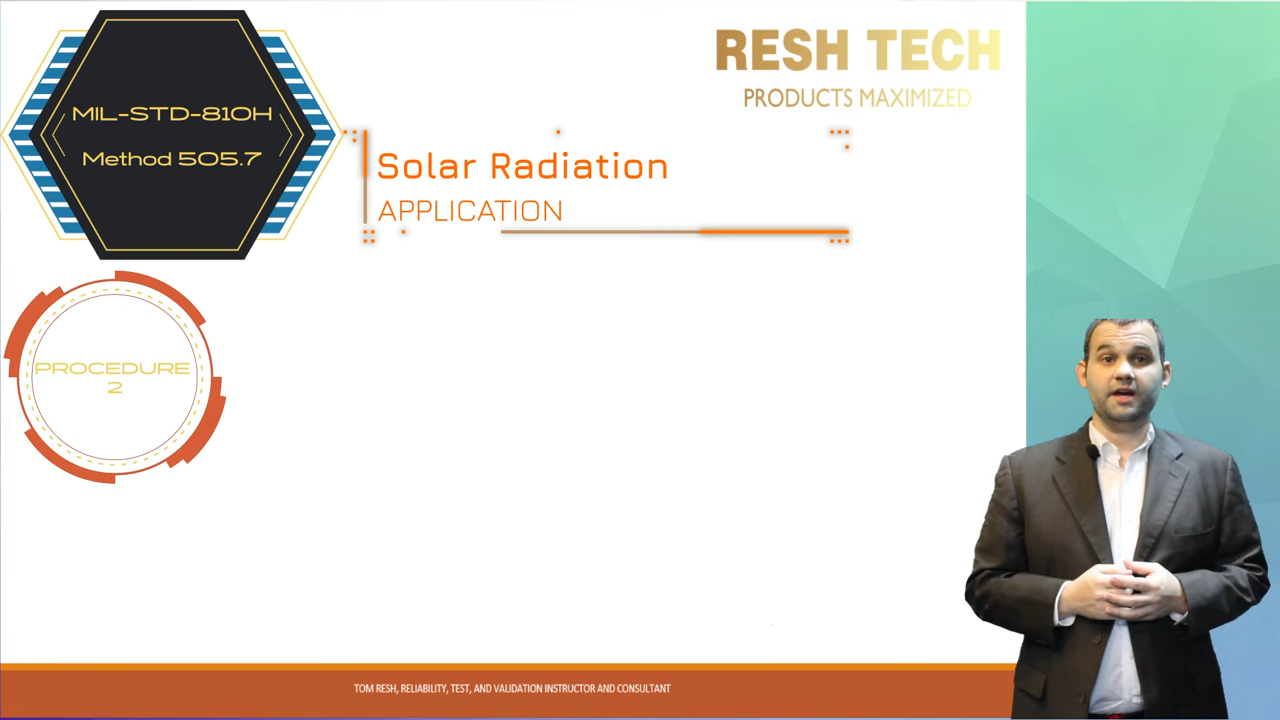 MIL-STD-810H
Method 505.7
RESH TECH
PRODUCTS MAXIMIZED
Solar Radiation
APPLICATION
PROCEDURE
2
TOM RESH, RELIABILITY, TEST, AND VALIDATION INSTRUCTOR AND CONSULTANT